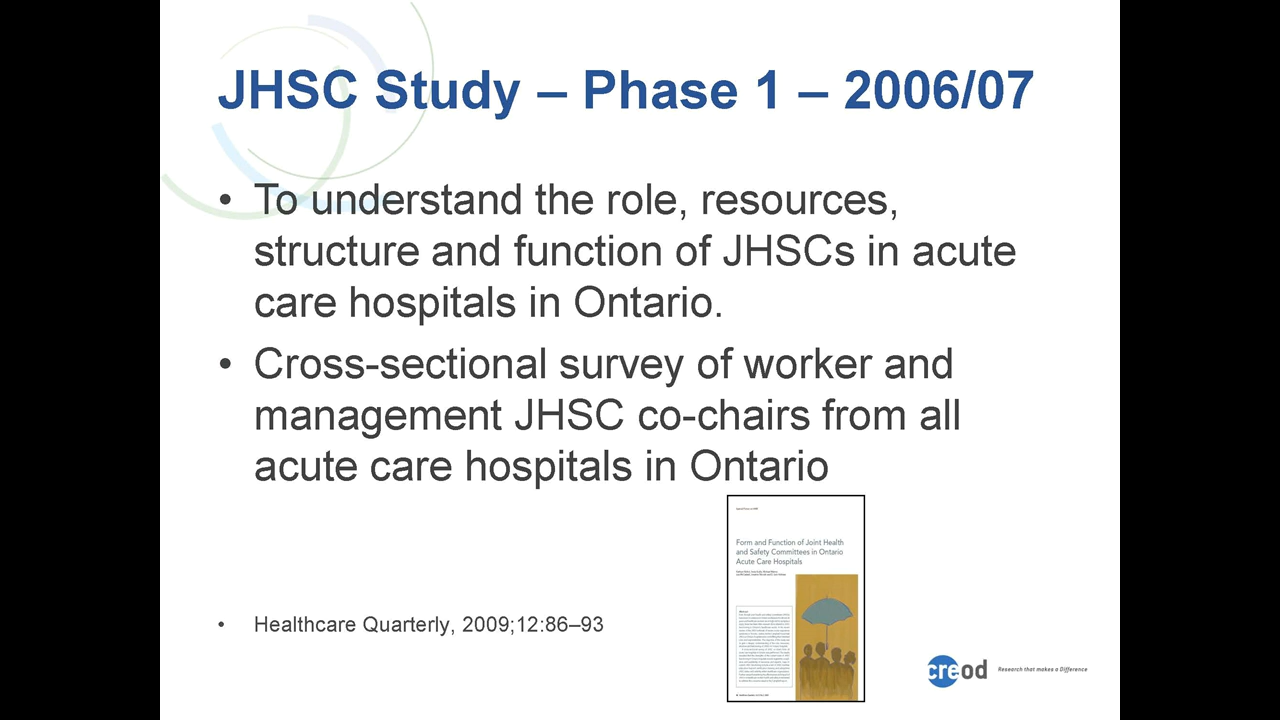 JHSC Study – Phase 1 – 2006/07
• To understand the role, resources,
structure and function of JHSCs in acute
care hospitals in Ontario.
• Cross-sectional survey of worker and
management JHSC co-chairs from all
acute care hospitals in Ontario
Form and Function of Joint Health
and Safety Committees in Ontario
Acute Care Hospitals
• Healthcare Quarterly, 2009;12:86–93
creod Research that makes a Difference